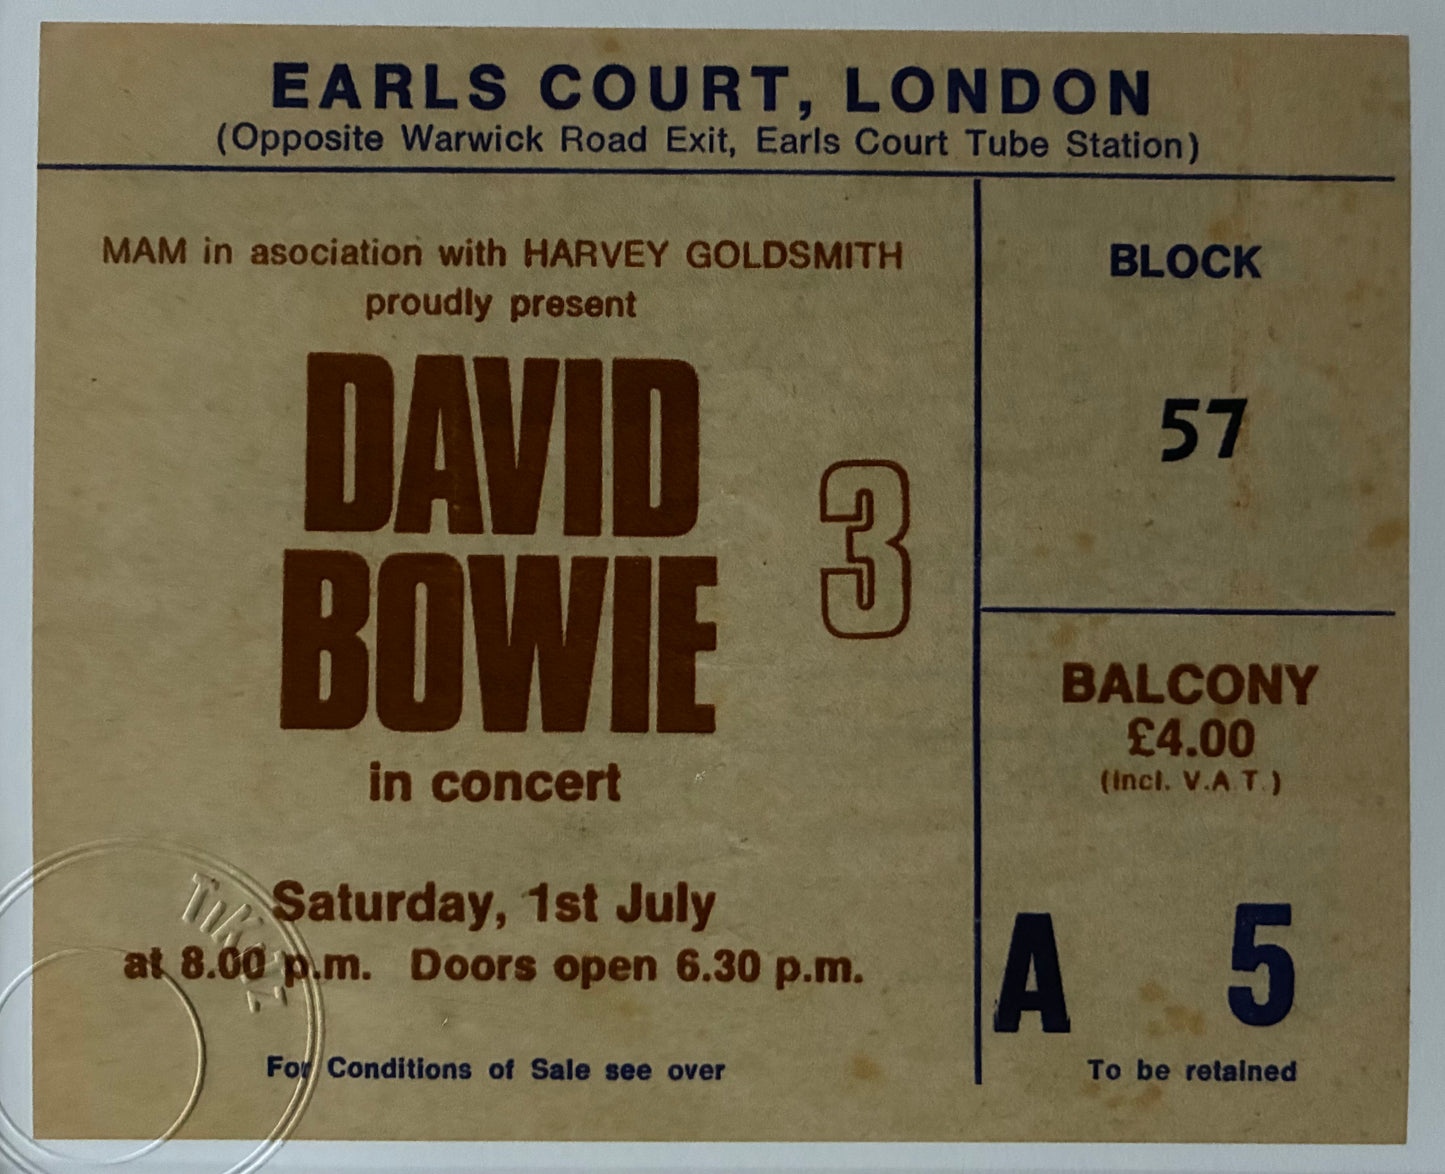 EARLS COURT, LONDON
(Opposite Warwick Road Exit, Earls Court Tube Station)
MAM in asociation with HARVEY GOLDSMITH
proudly present
DAVID
BOWIE
3
in concert
Saturday, 1st July
at 8.00 p.m. Doors open 6.30 p.m.
For Conditions of Sale see over
BLOCK
57
BALCONY
£4.00
(incl. V.A.T.)
A 5
To be retained